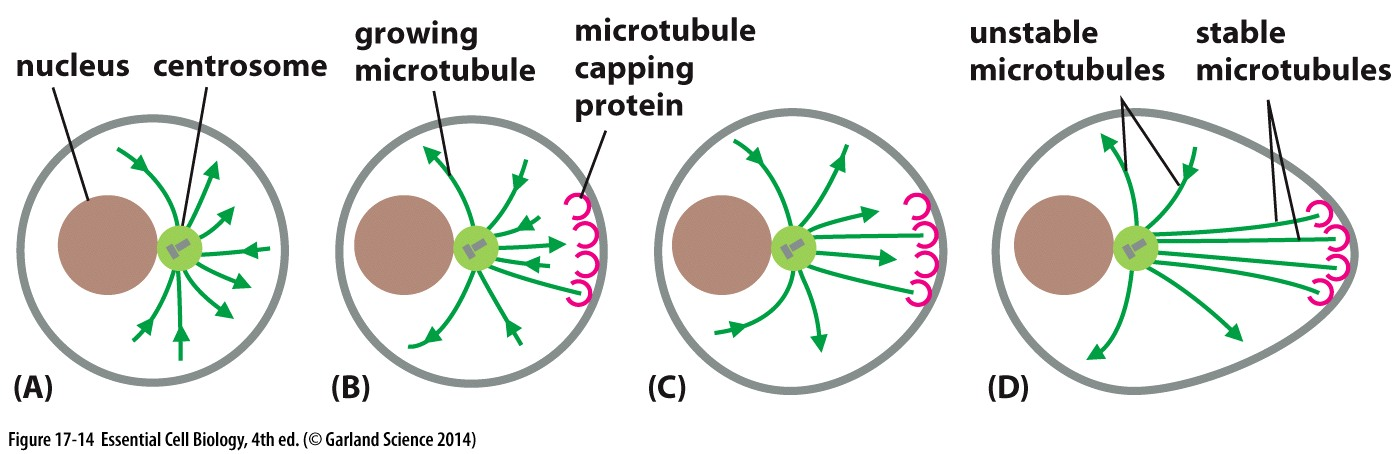 nucleus
centrosome
growing
microtubule
microtubule
capping
protein
unstable
microtubules
stable
microtubules
(A)
(B)
(C)
(D)
Figure 17-14 Essential Cell Biology, 4th ed. (© Garland Science 2014)